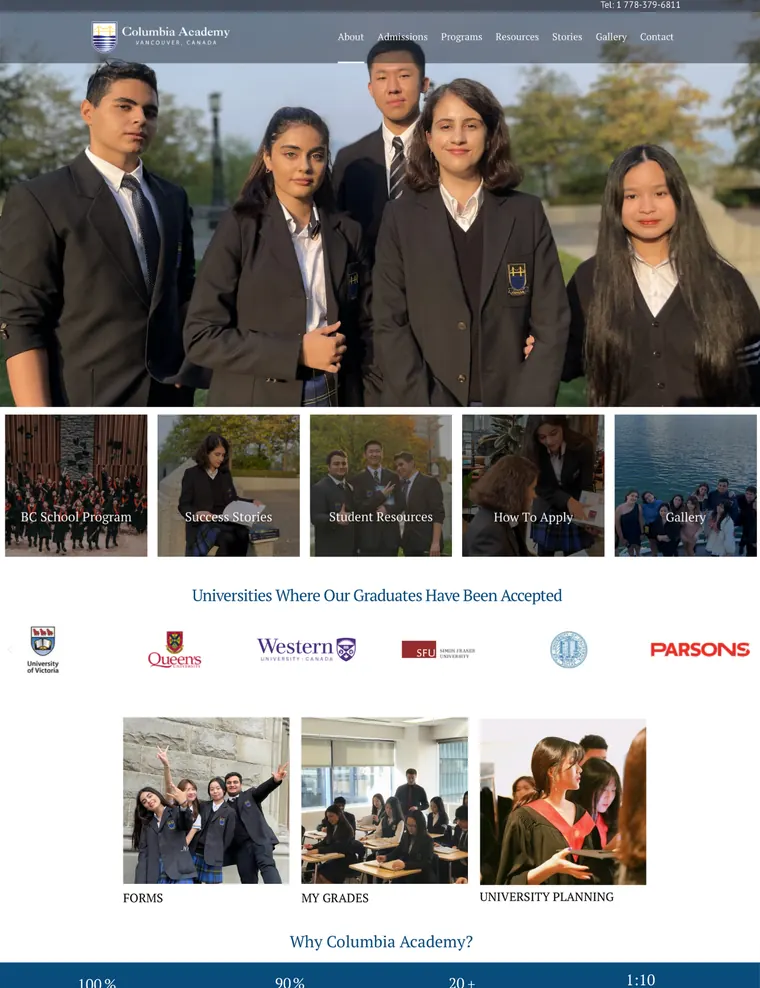 Tel: 1 778-379-6811
Columbia Academy
VANCOUVER, CANADA
About Admissions Programs Resources Stories Gallery Contact
BC School Program
Success Stories
Student Resources
How To Apply
Gallery
Universities Where Our Graduates Have Been Accepted
University
of Victoria
Queens
UNIVERSITY
Western
UNIVERSITY · CANADA
SFU
SIMON FRASER
UNIVERSITY
PARSONS
FORMS
MY GRADES
UNIVERSITY PLANNING
Why Columbia Academy?
100 %
90 %
20 +
1:10